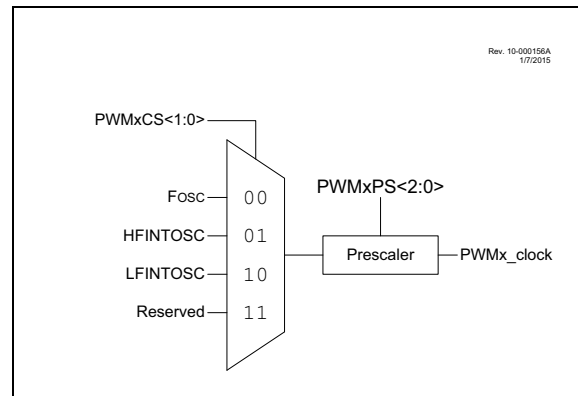 Rev. 10-000156A
1/7/2015
PWMxCS<1:0>
PWMxPS<2:0>
FOSC
00
HFINTOSC
01
Prescaler
PWMx_clock
LFINTOSC
10
Reserved
11